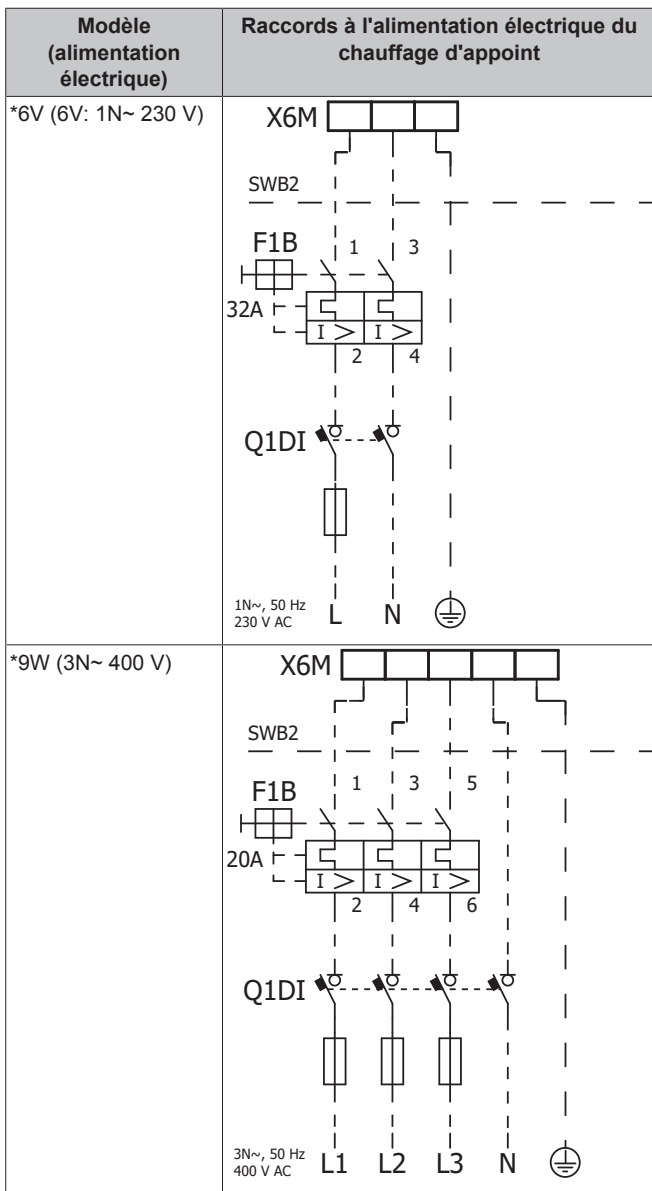 Modèle
(alimentation
électrique)
Raccords à l'alimentation électrique du
chauffage d'appoint
*6V (6V: 1N~ 230 V)
X6M
SWB2
F1B
1 3
32A
I > I >
2 4
Q1DI
1N~, 50 Hz
230 V AC
L N
*9W (3N~ 400 V)
X6M
SWB2
F1B
1 3 5
20A
I > I > I >
2 4 6
Q1DI
3N~, 50 Hz
400 V AC
L1 L2 L3 N